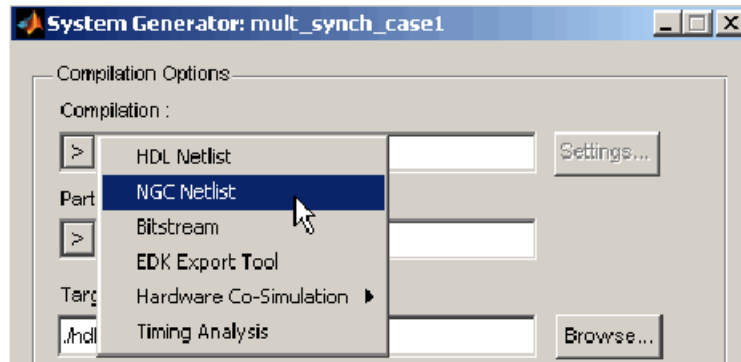 System Generator: mult_synch_case1
Compilation Options
Compilation :
>
Settings...
HDL Netlist
Part
NGC Netlist
>
Bitstream
EDK Export Tool
Targ
Hardware Co-Simulation
./hdl
Timing Analysis
Browse...